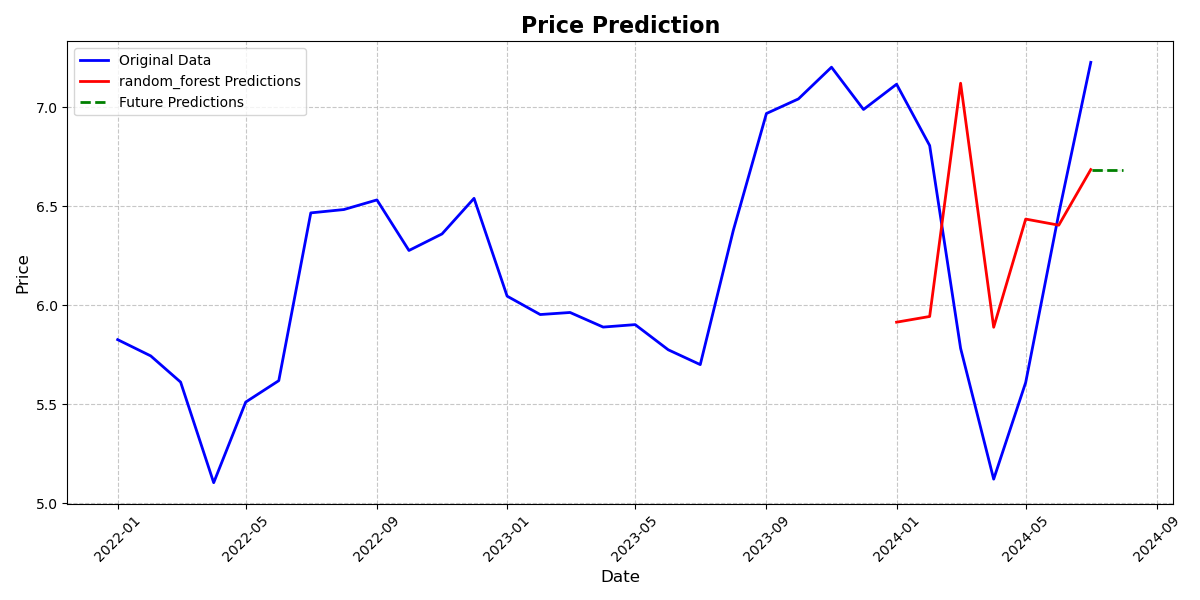 Price Prediction
Original Data
random_forest Predictions
Future Predictions
Price
7.0
6.5
6.0
5.5
5.0
2022-01
2022-05
2022-09
2023-01
2023-05
2023-09
2024-01
2024-05
2024-09
Date